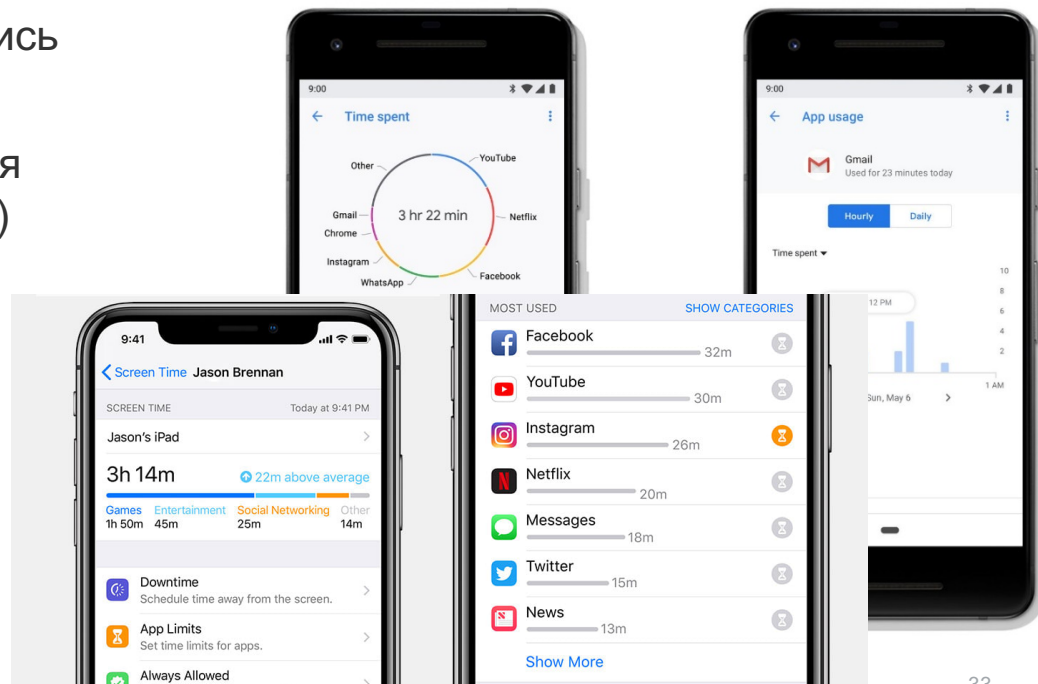 ись
я
)
9:00
Time spent
Other
YouTube
Gmail
3 hr 22 min
Netflix
Chrome
Instagram
WhatsApp
Facebook
9:00
App usage
Gmail
Used for 23 minutes today
Hourly
Daily
Time spent
10
8
12 PM
6
4
2
1 AM
Sun, May 6
9:41
Screen Time Jason Brennan
SCREEN TIME Today at 9:41 PM
Jason's iPad
3h 14m 22m above average
Games Entertainment Social Networking Other
1h 50m 45m 25m 14m
Downtime
Schedule time away from the screen.
App Limits
Set time limits for apps.
Always Allowed
MOST USED SHOW CATEGORIES
Facebook
32m
YouTube
30m
Instagram
26m
Netflix
20m
Messages
18m
Twitter
15m
News
13m
Show More